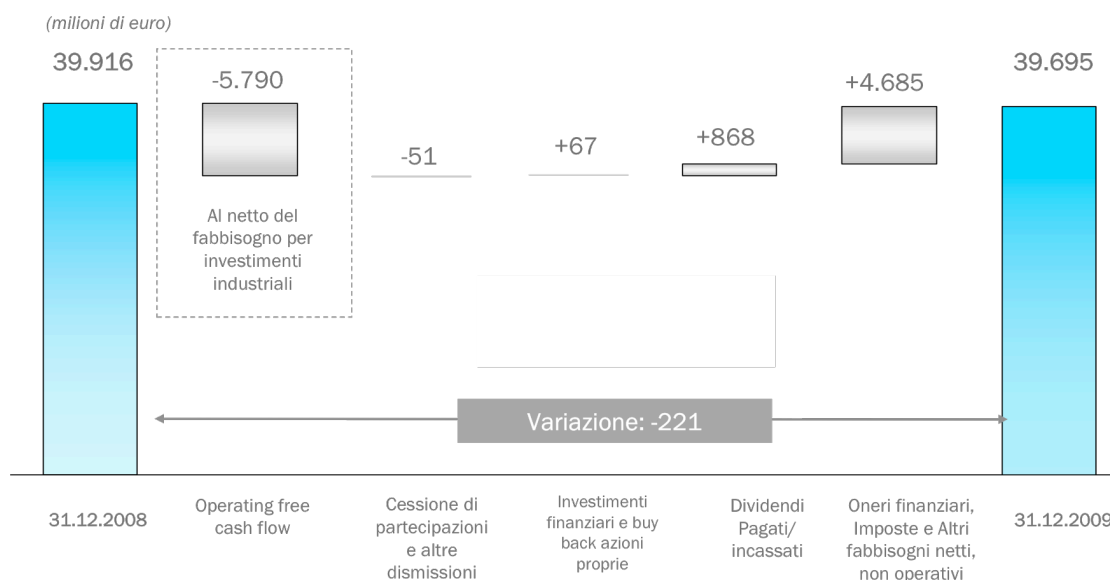 (milioni di euro)
39.916
-5.790
-51
+67
+868
+4.685
39.695
Al netto del
fabbisogno per
investimenti
industriali
Variazione: -221
31.12.2008
Operating free
cash flow
Cessione di
partecipazioni
e altre
dismissioni
Investimenti
finanziari e buy
back azioni
proprie
Dividendi
Pagati/
incassati
Oneri finanziari,
Imposte e Altri
fabbisogni netti,
non operativi
31.12.2009